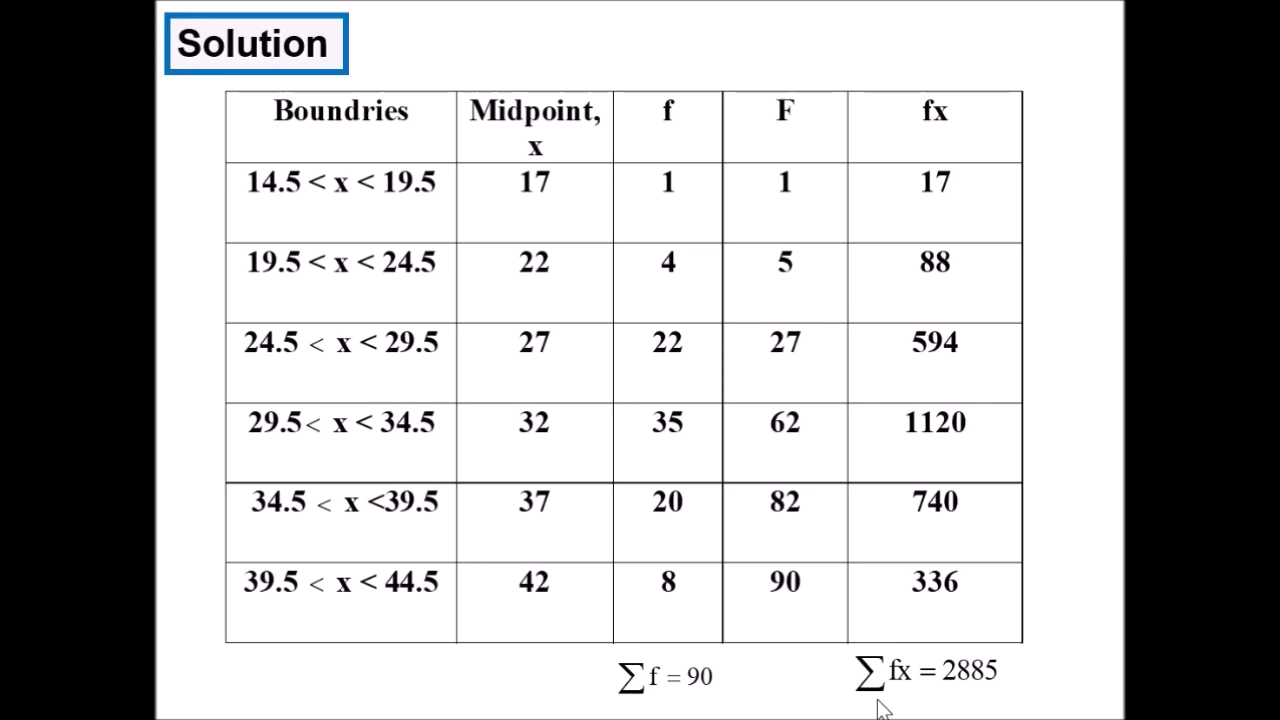 Solution
Boundries Midpoint, x f F fx
14.5 < x < 19.5 17 1 1 17
19.5 < x < 24.5 22 4 5 88
24.5 < x < 29.5 27 22 27 594
29.5 < x < 34.5 32 35 62 1120
34.5 < x <39.5 37 20 82 740
39.5 < x < 44.5 42 8 90 336
∑f = 90 ∑fx = 2885